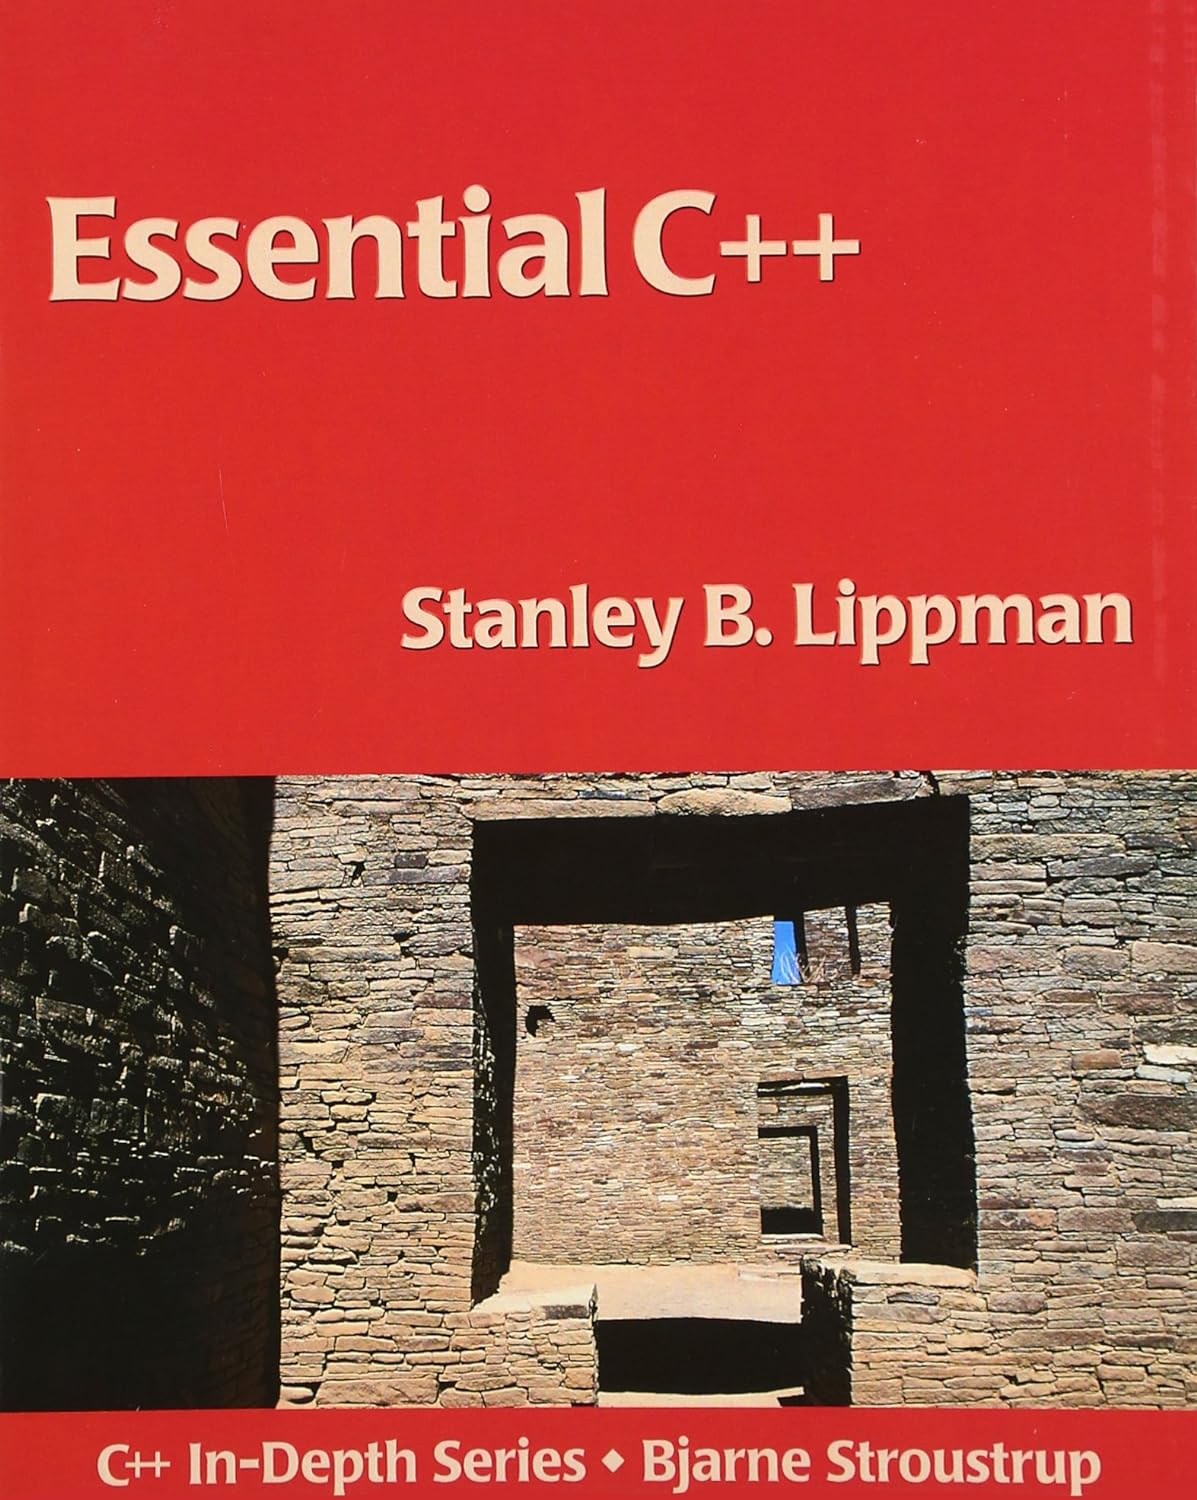 Essential C++
Stanley B. Lippman
C++ In-Depth Series ◆ Bjarne Stroustrup